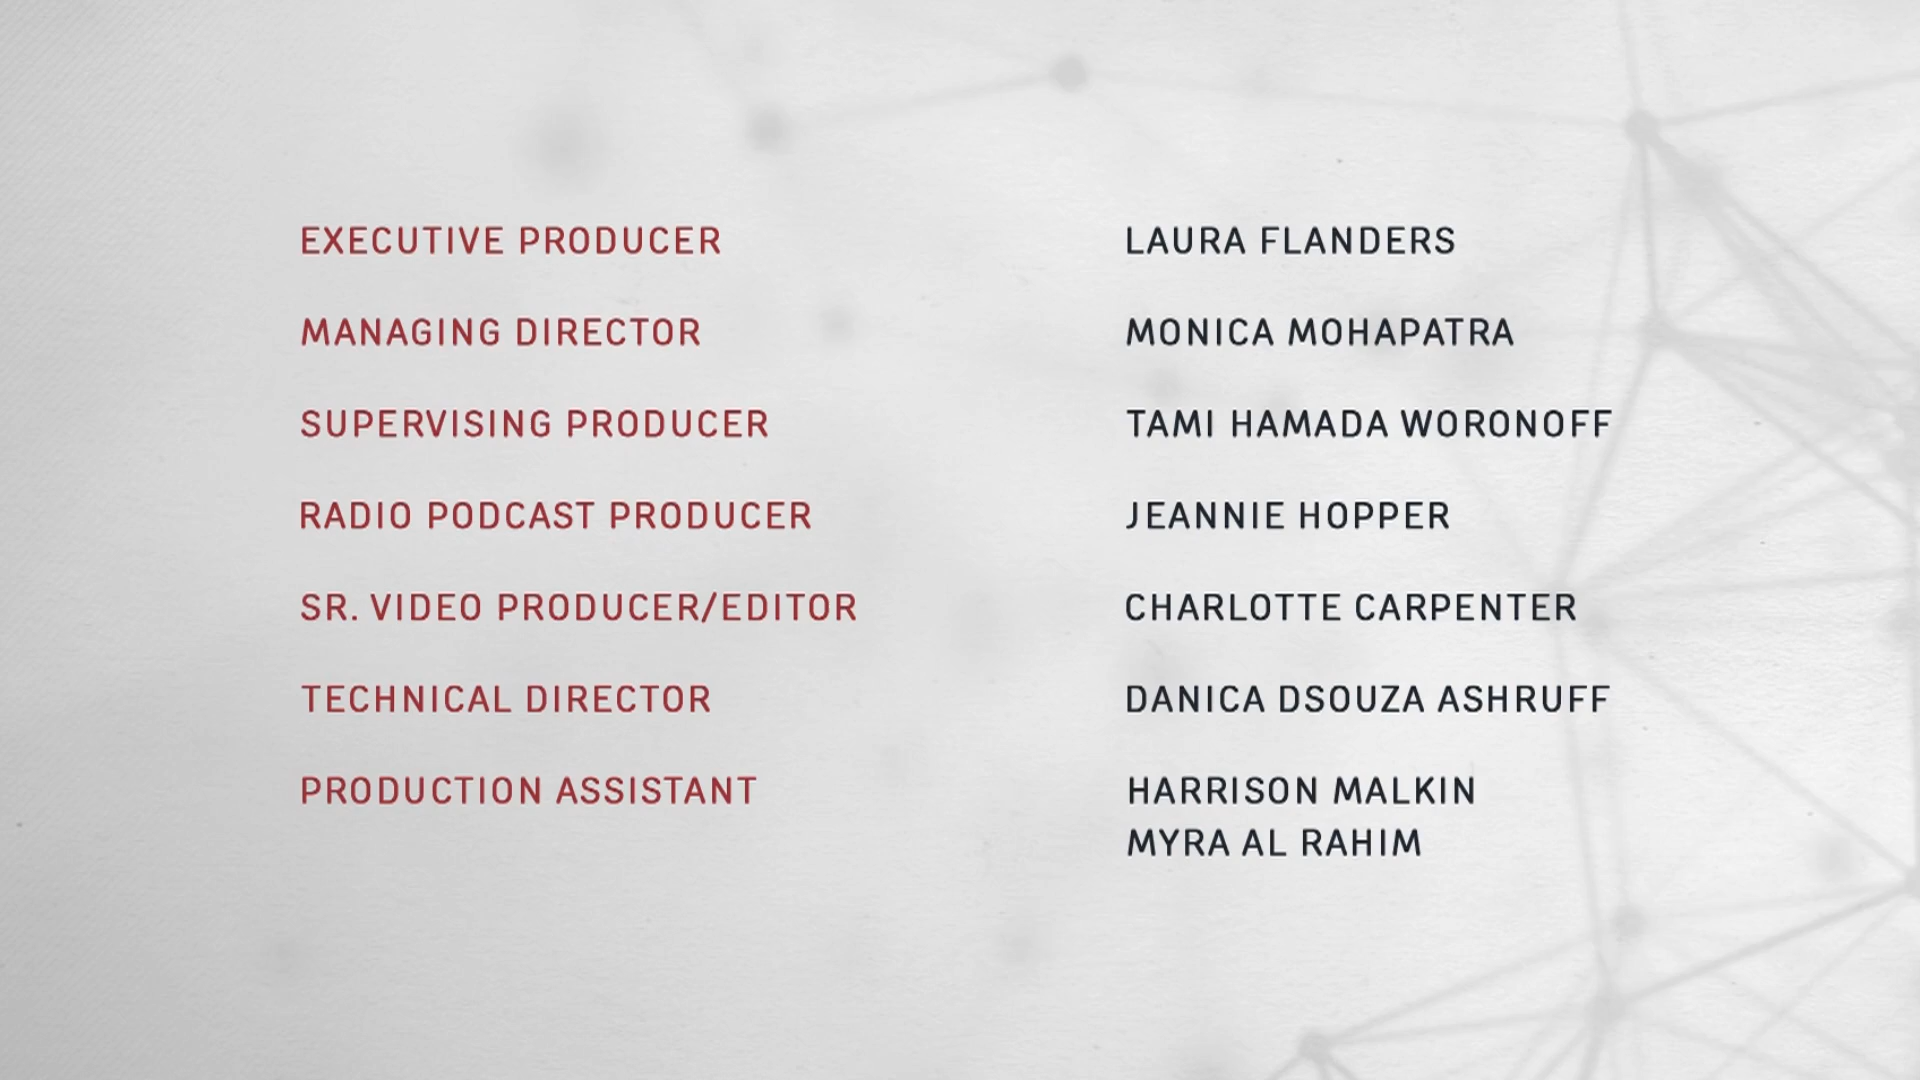 EXECUTIVE PRODUCER LAURA FLANDERS
MANAGING DIRECTOR MONICA MOHAPATRA
SUPERVISING PRODUCER TAMI HAMADA WORONOFF
RADIO PODCAST PRODUCER JEANNIE HOPPER
SR. VIDEO PRODUCER/EDITOR CHARLOTTE CARPENTER
TECHNICAL DIRECTOR DANICA DSOUZA ASHRUFF
PRODUCTION ASSISTANT HARRISON MALKIN
MYRA AL RAHIM